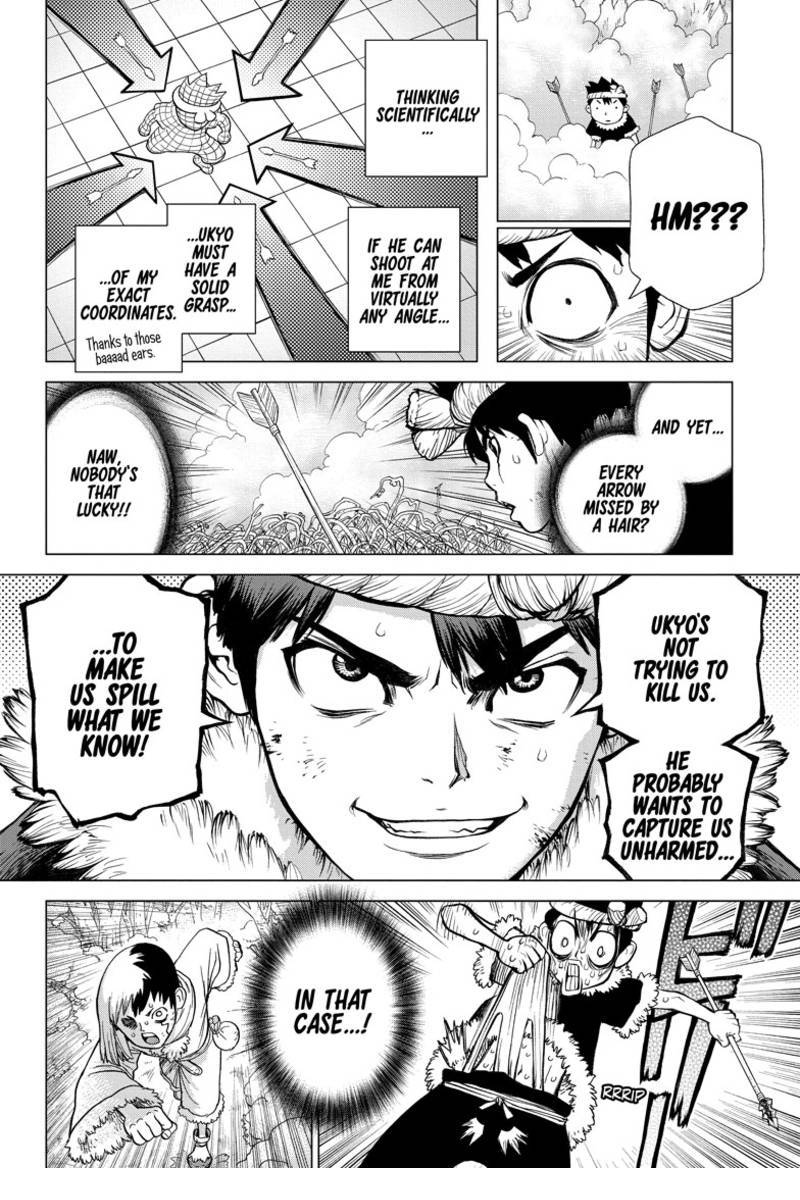 HM???
THINKING
SCIENTIFICALLY
...
IF HE CAN
SHOOT AT
ME FROM
VIRTUALLY
ANY ANGLE...
...UKYO
MUST
HAVE A
SOLID
GRASP...
...OF MY
EXACT
COORDINATES.
Thanks to those
baaaad ears.
AND YET...
EVERY
ARROW
MISSED BY
A HAIR?
NAW,
NOBODY'S
THAT
LUCKY!!
UKYO'S
NOT
TRYING TO
KILL US.
HE
PROBABLY
WANTS TO
CAPTURE US
UNHARMED...
...TO
MAKE
US SPILL
WHAT WE
KNOW!
RRRIP
IN THAT
CASE...!